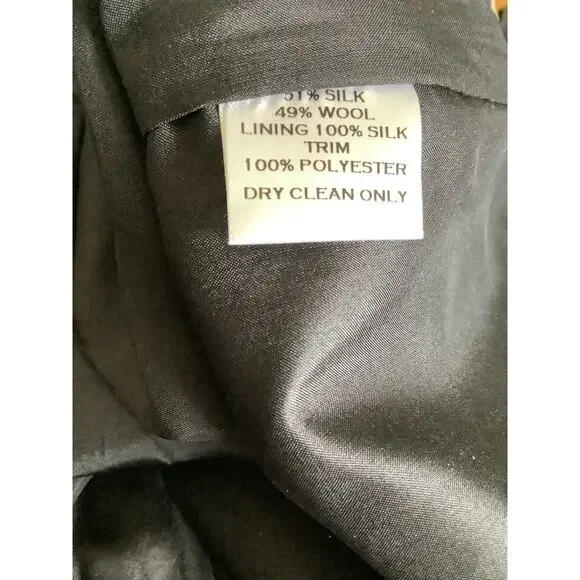 51% SILK
49% WOOL
LINING 100% SILK
TRIM
100% POLYESTER
DRY CLEAN ONLY